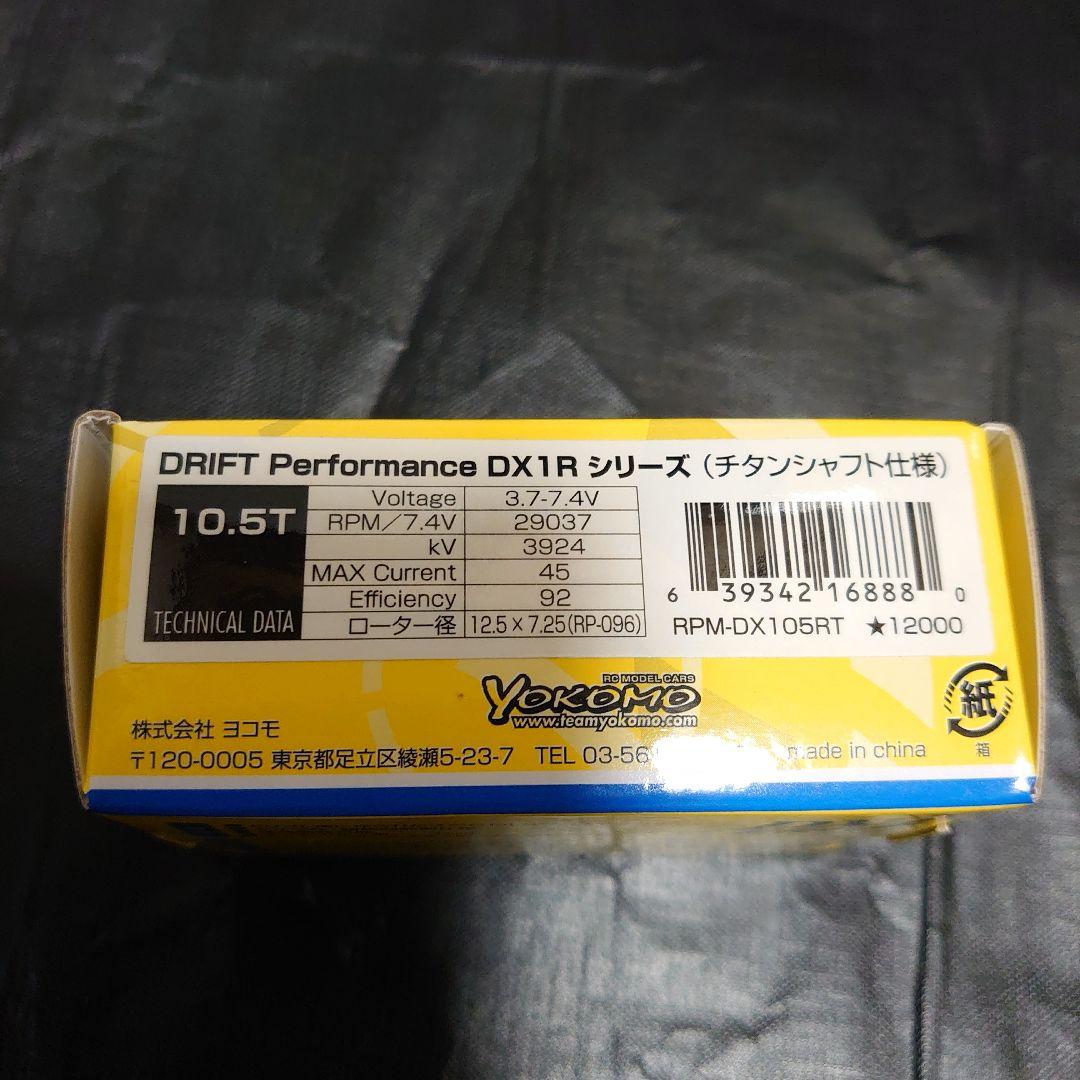 DRIFT Performance DX1R シリーズ（チタンシャフト仕様）
10.5T
TECHNICAL DATA
Voltage 3.7-7.4V
RPM／7.4V 29037
kV 3924
MAX Current 45
Efficiency 92
ローター径 12.5×7.25(RP-096)
6 39342 16888 0
RPM-DX105RT ★12000
RC MODEL CARS
YOKOMO
www.teamyokomo.com
株式会社 ヨコモ
〒120-0005 東京都足立区綾瀬5-23-7 TEL 03-56 made in china
紙
箱